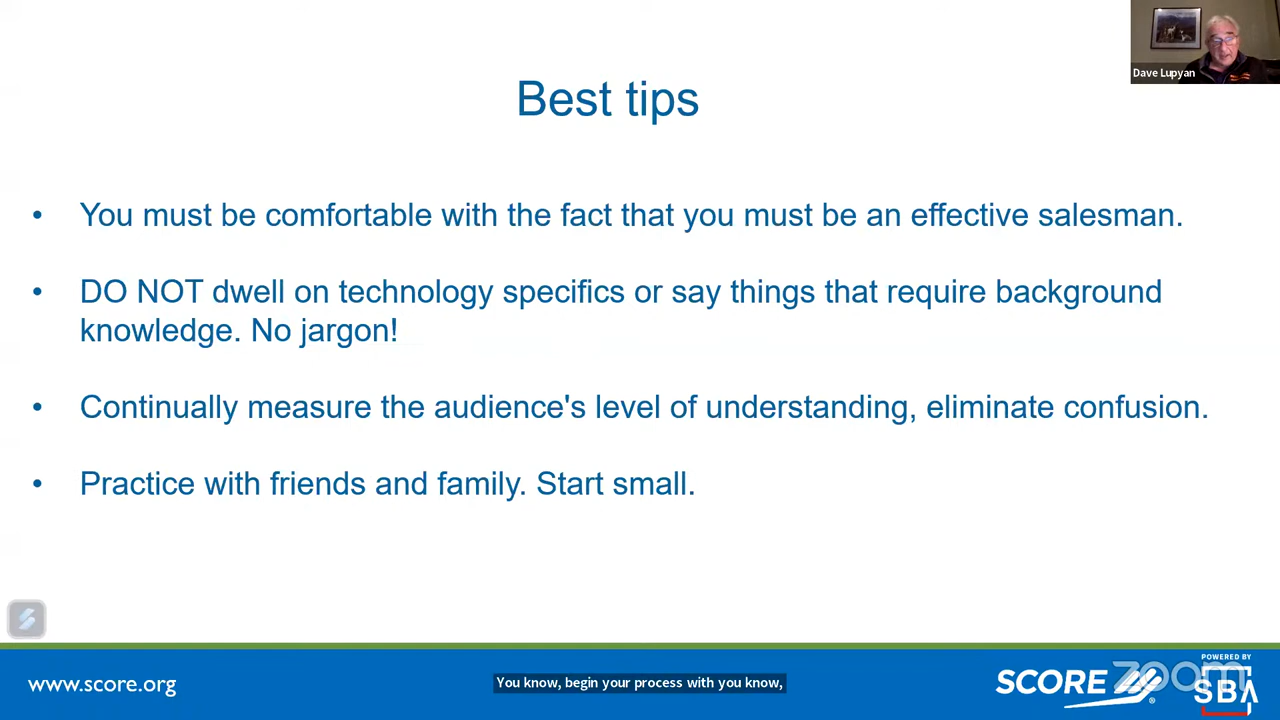 Dave Lupyan
Best tips
• You must be comfortable with the fact that you must be an effective salesman.
• DO NOT dwell on technology specifics or say things that require background
knowledge. No jargon!
• Continually measure the audience's level of understanding, eliminate confusion.
• Practice with friends and family. Start small.
www.score.org
You know, begin your process with you know,
SCORE
®
zoom
POWERED BY
SBA